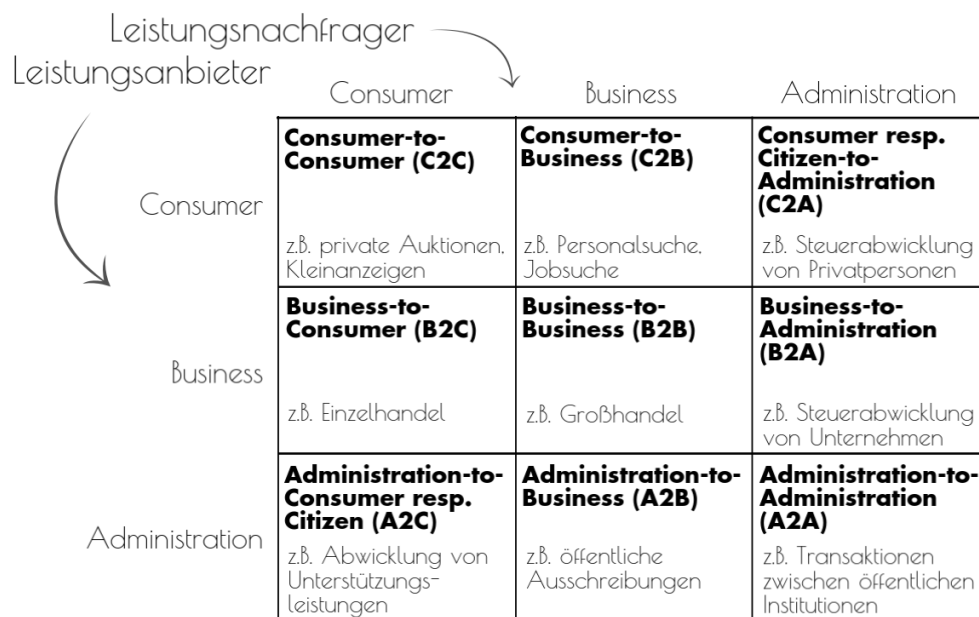 Leistungsnachfrager
Leistungsanbieter
Consumer
Business
Administration
Consumer
Consumer-to-
Consumer (C2C)
z.B. private Auktionen,
Kleinanzeigen
Consumer-to-
Business (C2B)
z.B. Personalsuche,
Jobsuche
Consumer resp.
Citizen-to-
Administration
(C2A)
z.B. Steuerabwicklung
von Privatpersonen
Business
Business-to-
Consumer (B2C)
z.B. Einzelhandel
Business-to-
Business (B2B)
z.B. Großhandel
Business-to-
Administration
(B2A)
z.B. Steuerabwicklung
von Unternehmen
Administration
Administration-to-
Consumer resp.
Citizen (A2C)
z.B. Abwicklung von
Unterstützungs-
leistungen
Administration-to-
Business (A2B)
z.B. öffentliche
Ausschreibungen
Administration-to-
Administration
(A2A)
z.B. Transaktionen
zwischen öffentlichen
Institutionen